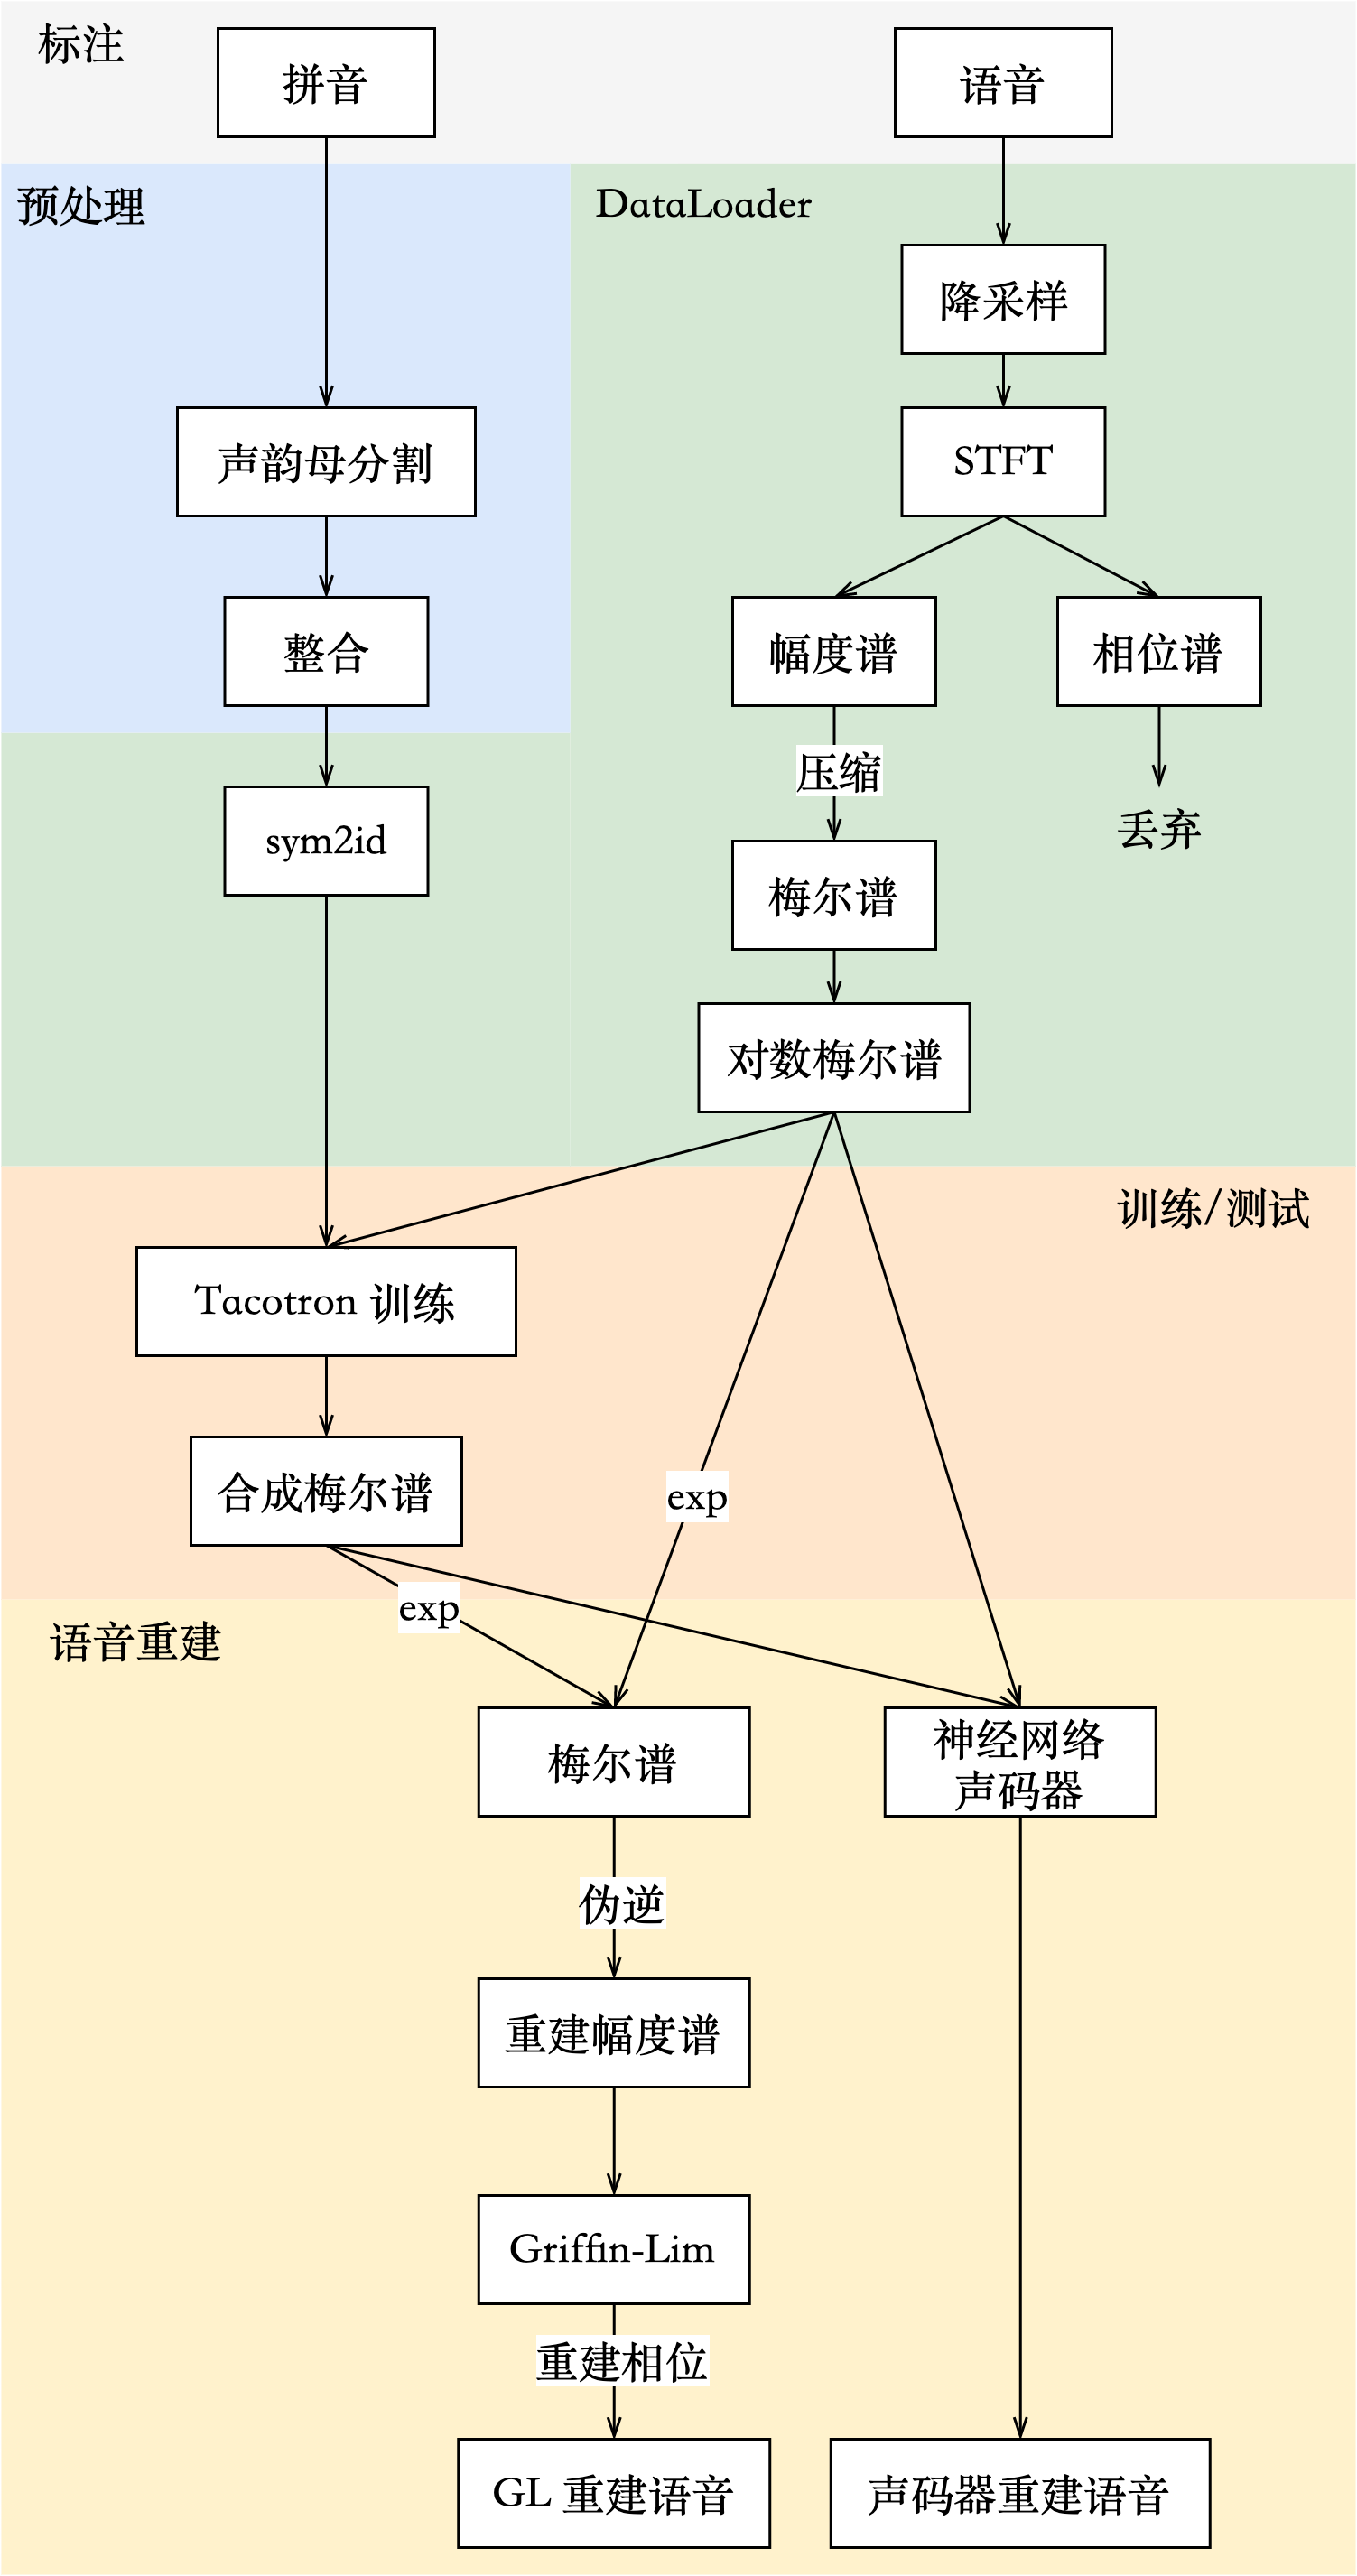 标注
拼音
语音
预处理
DataLoader
降采样
声韵母分割
STFT
整合
幅度谱
相位谱
压缩
丢弃
sym2id
梅尔谱
对数梅尔谱
训练/测试
Tacotron 训练
合成梅尔谱
exp
exp
语音重建
梅尔谱
神经网络
声码器
伪逆
重建幅度谱
Griffin-Lim
重建相位
GL 重建语音
声码器重建语音